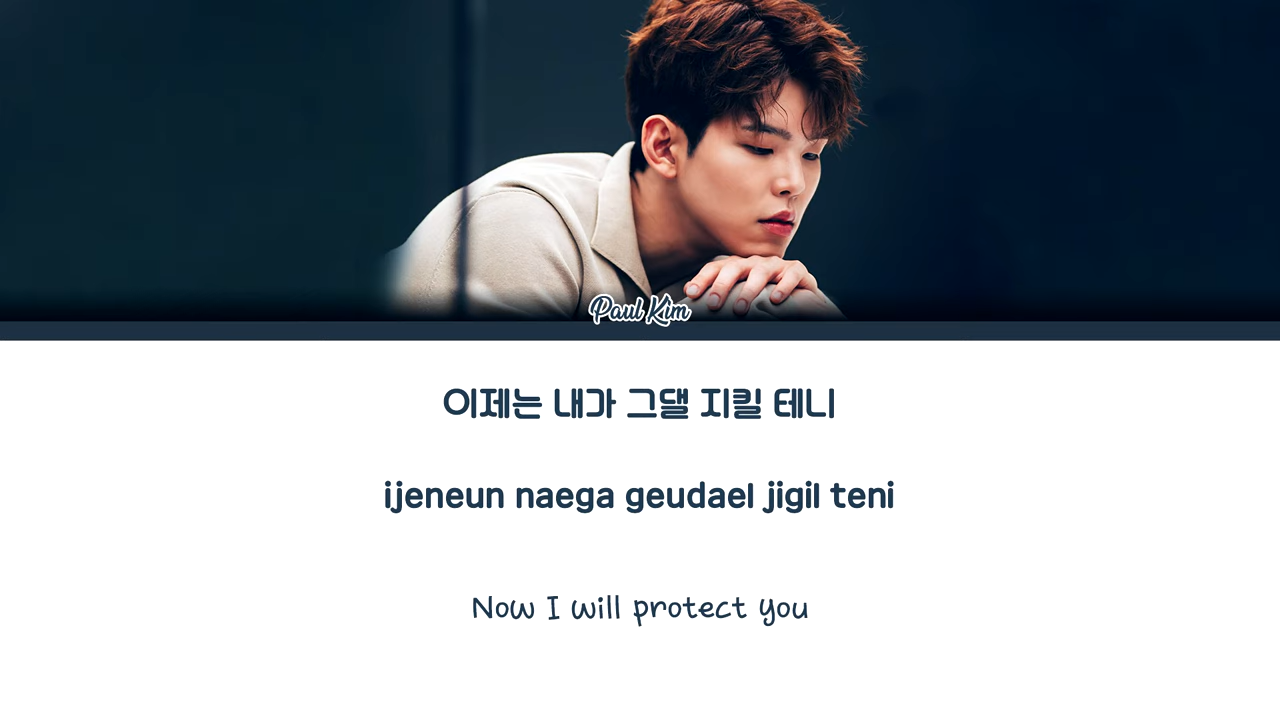 Paul Kim
이제는 내가 그댈 지킬 테니
ijeneun naega geudael jigil teni
Now I will protect you